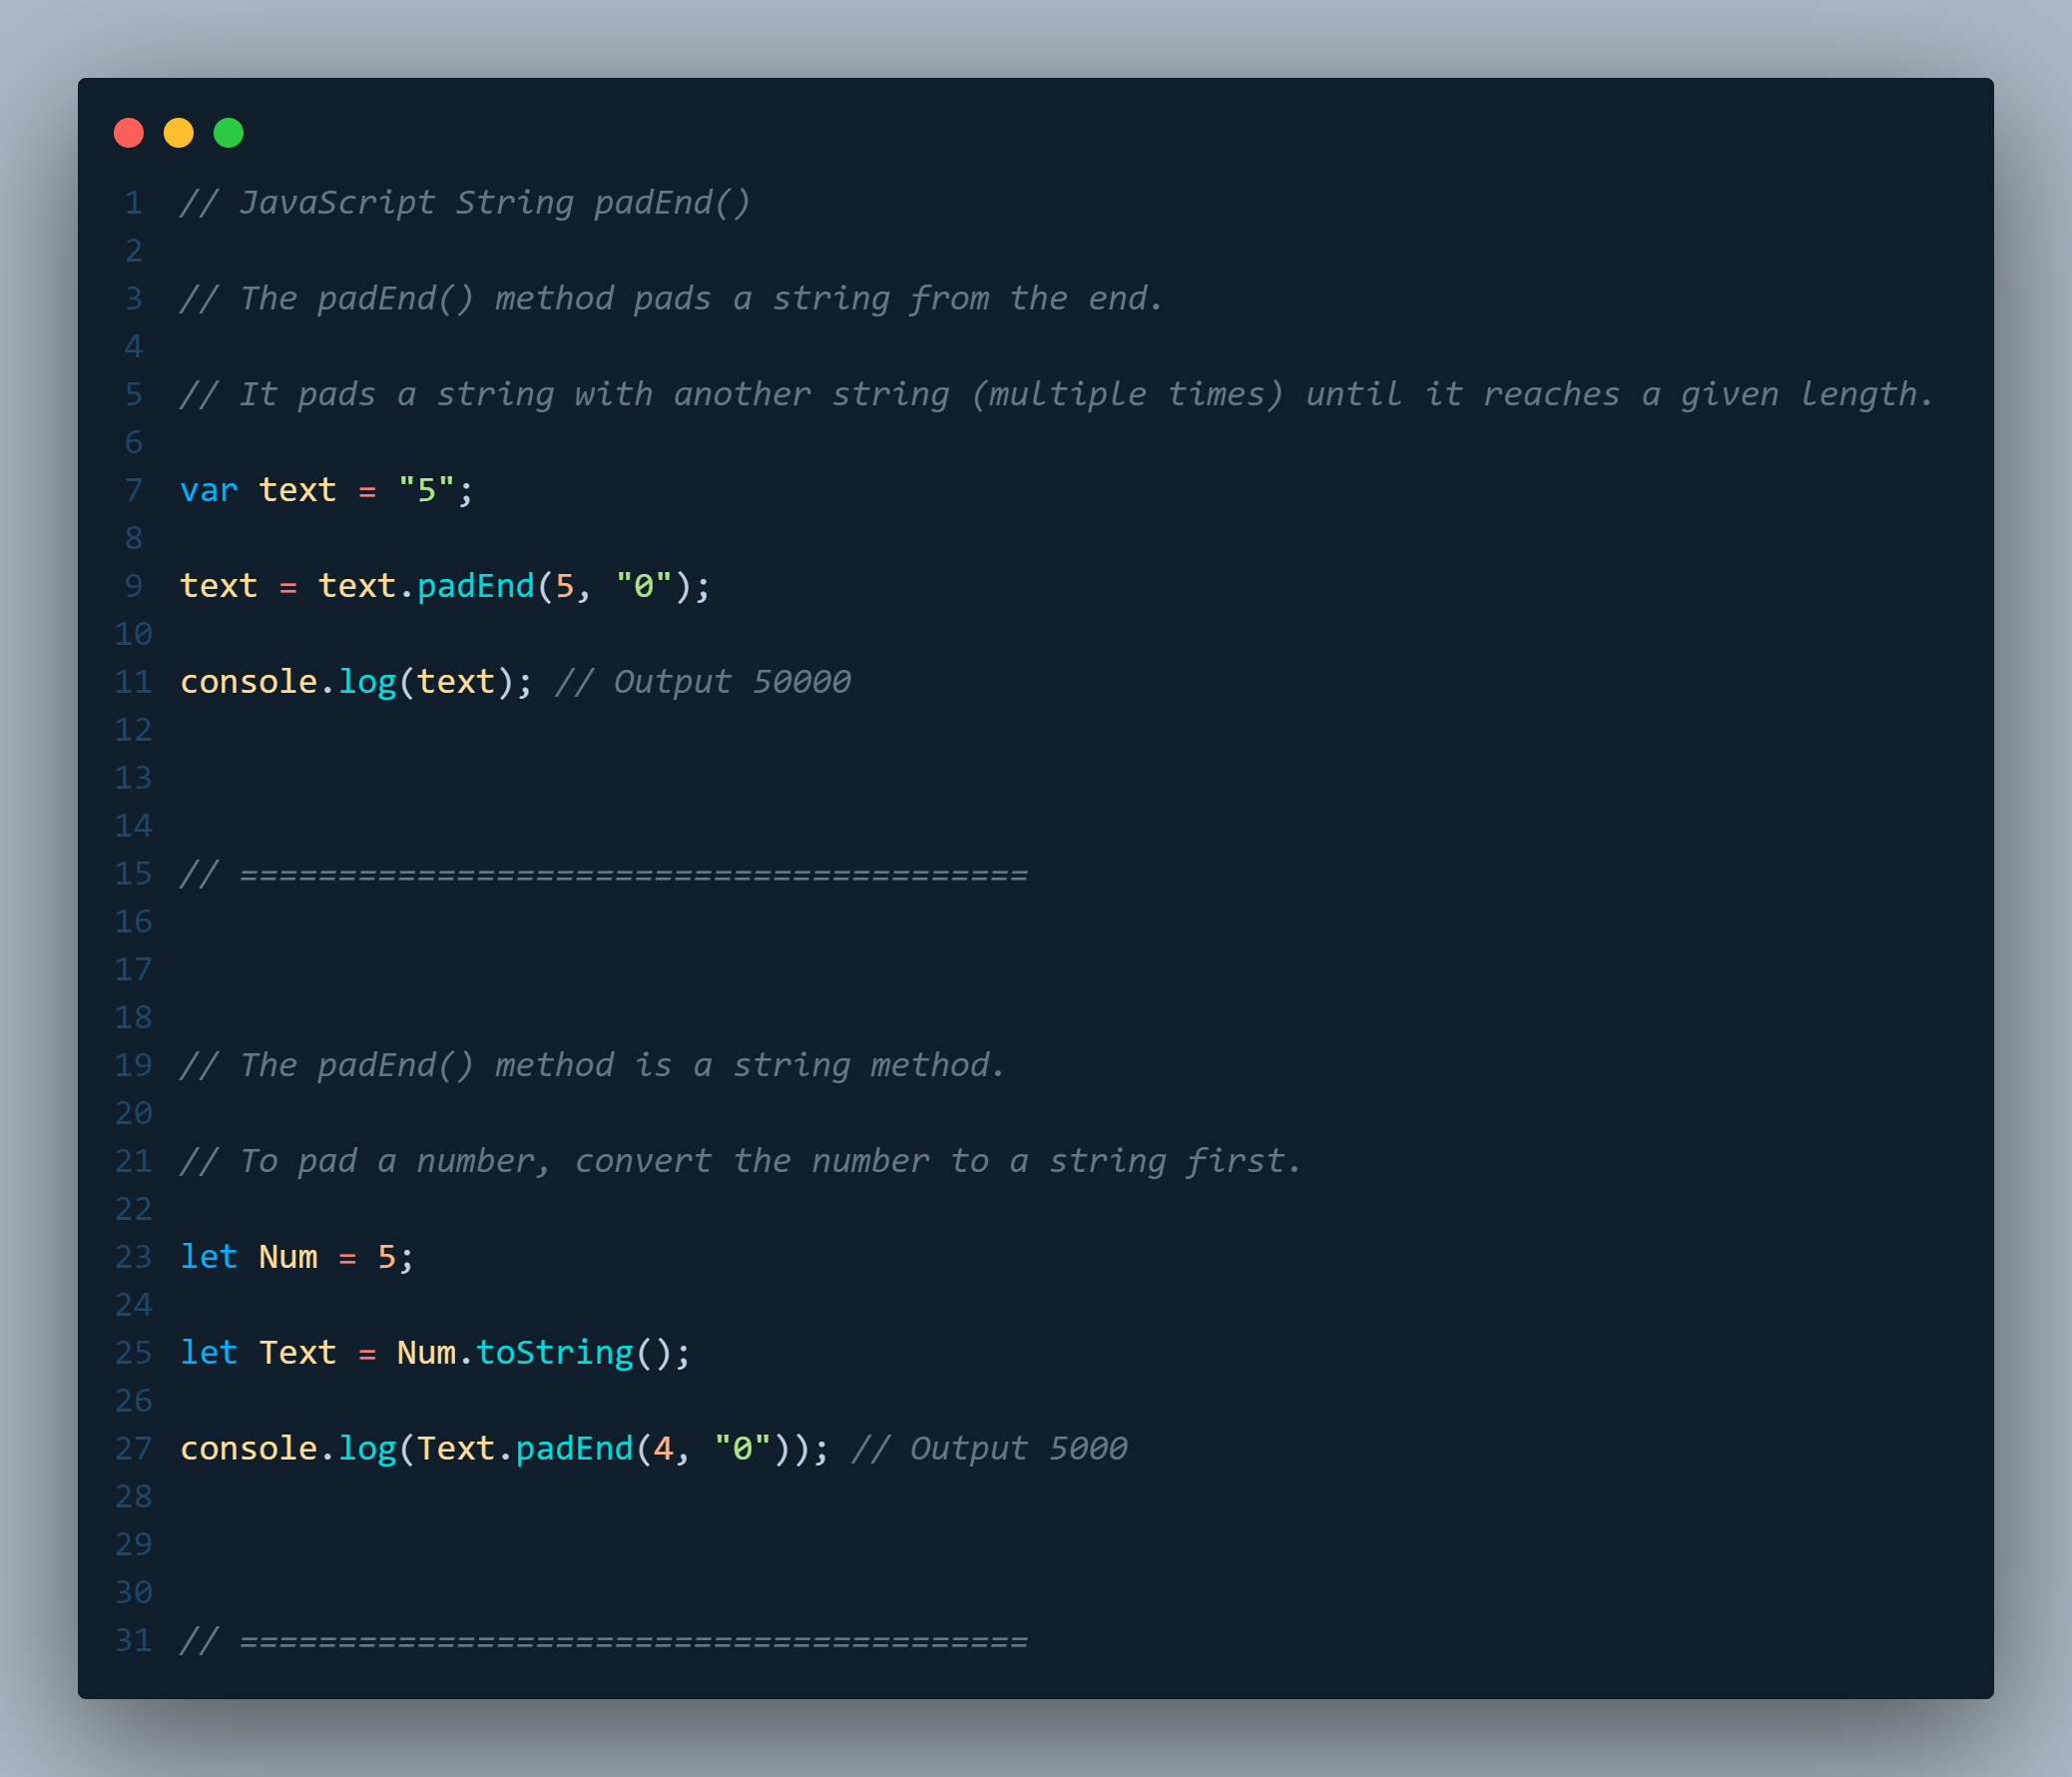 1 // JavaScript String padEnd()
2
3 // The padEnd() method pads a string from the end.
4
5 // It pads a string with another string (multiple times) until it reaches a given length.
6
7 var text = "5";
8
9 text = text.padEnd(5, "0");
10
11 console.log(text); // Output 50000
12
13
14
15 // ========================================
16
17
18
19 // The padEnd() method is a string method.
20
21 // To pad a number, convert the number to a string first.
22
23 let Num = 5;
24
25 let Text = Num.toString();
26
27 console.log(Text.padEnd(4, "0")); // Output 5000
28
29
30
31 // ========================================